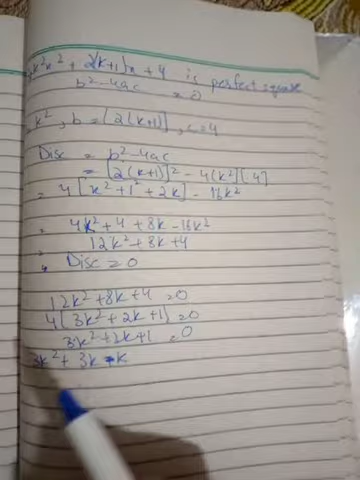 k²x² + 2(k+1)x + 4 is perfect square
b²-4ac = 0
k², b = [2(k+1)], c=4
Disc = b²-4ac
= [2(k+1)]² - 4(k²)(4)
= 4[x²+1²+2k] - 16k²
= 4k²+4+8k-16k²
= 12k²+8k+4
Disc = 0
12k²+8k+4 = 0
4(3k²+2k+1) = 0
3k²+2k+1 = 0
3k²+3k-k